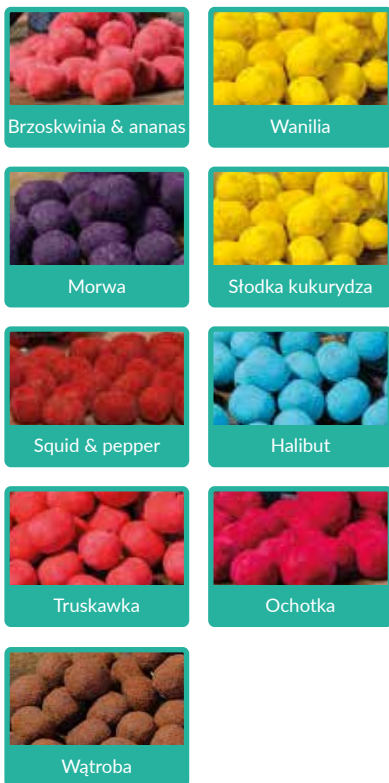 Brzoskwinia & ananas
Wanilia
Morwa
Słodka kukurydza
Squid & pepper
Halibut
Truskawka
Ochotka
Wątroba